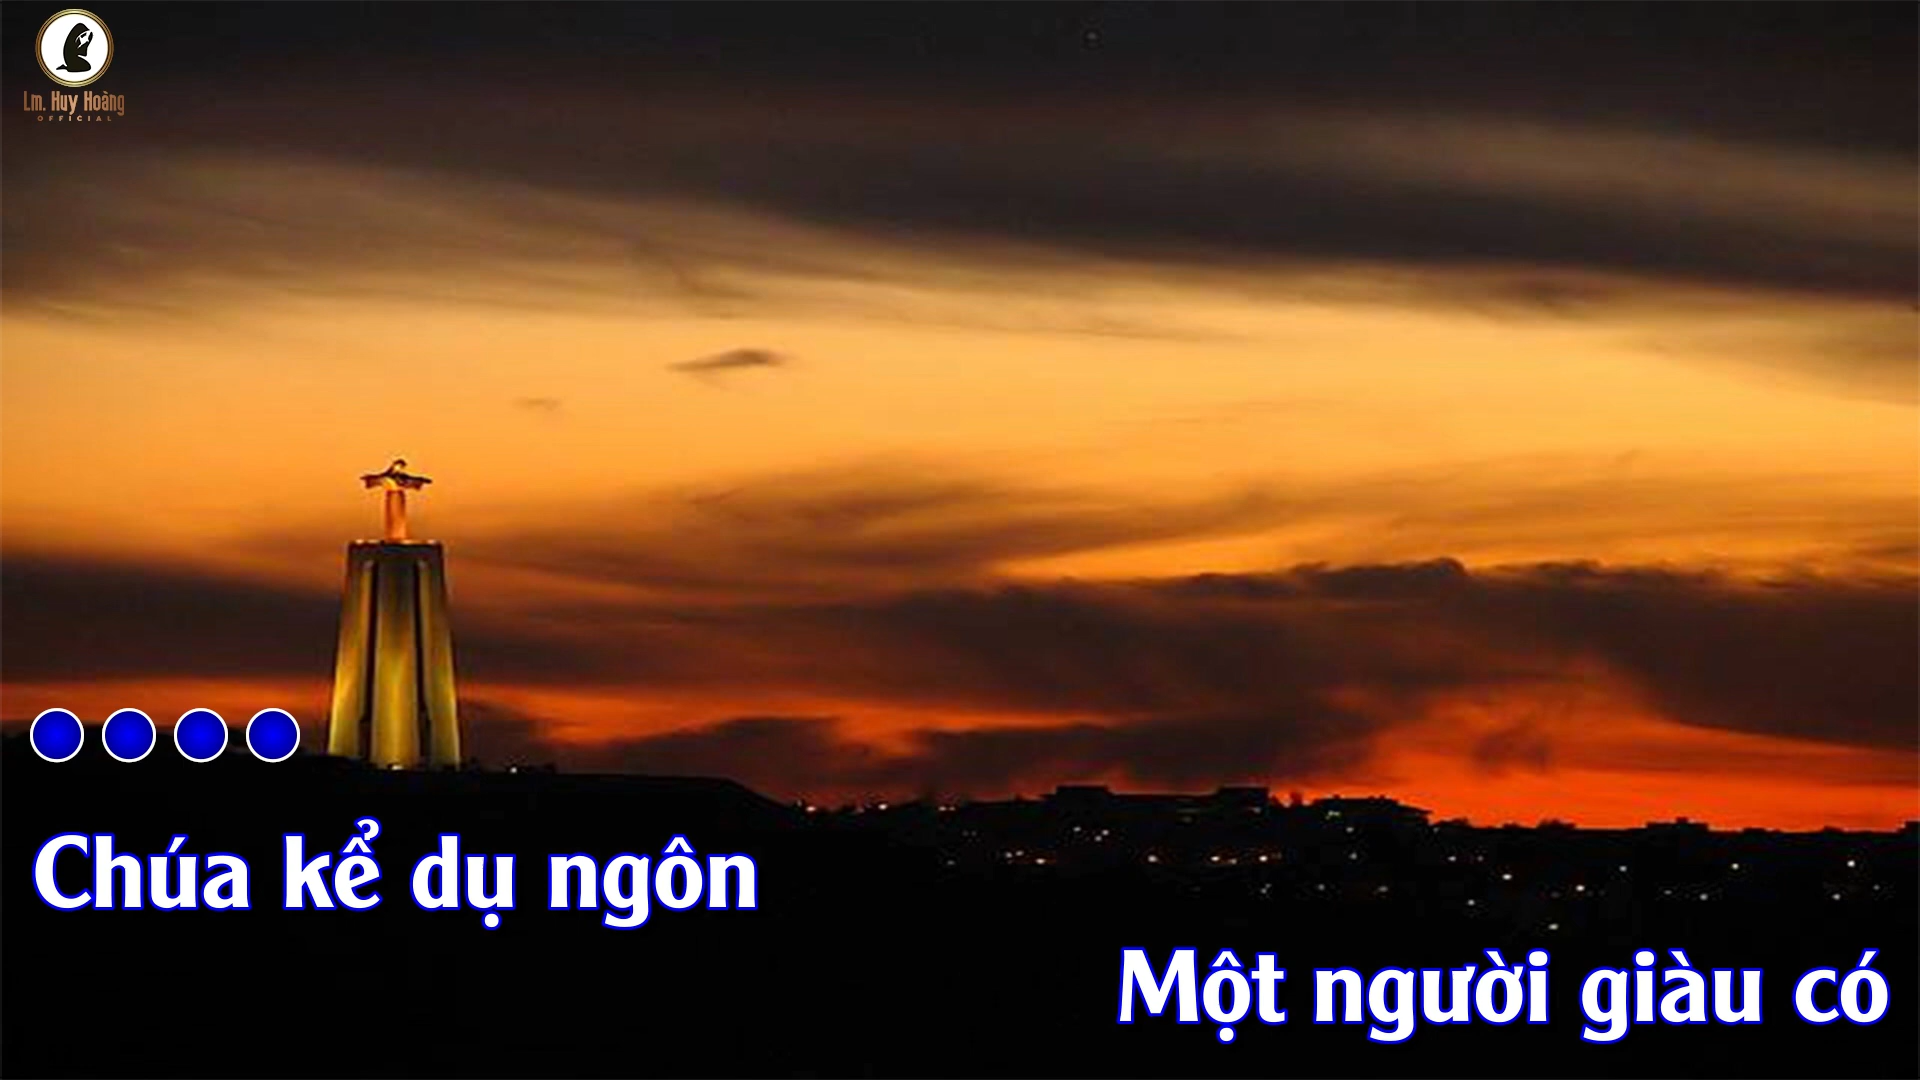 Lm. Huy Hoàng
OFFICIAL
Chúa kể dụ ngôn
Một người giàu có